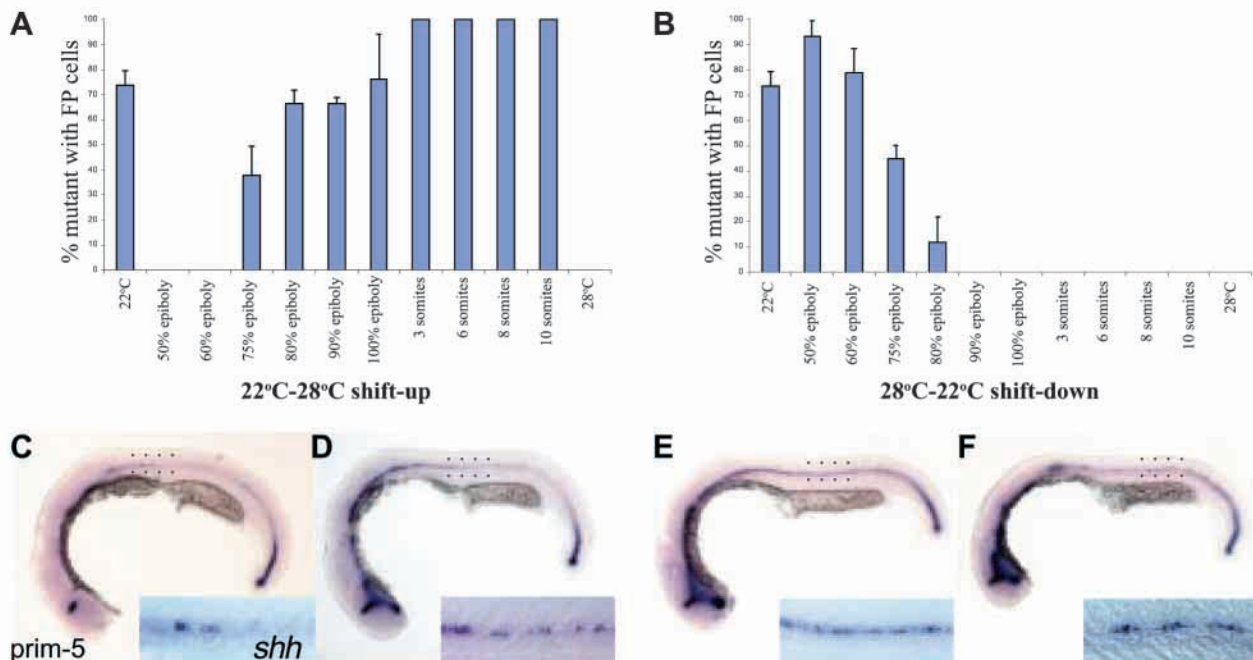 A
% mutant with FP cells
100
90
80
70
60
50
40
30
20
10
0
22°C
50% epiboly
60% epiboly
75% epiboly
80% epiboly
90% epiboly
100% epiboly
3 somites
6 somites
8 somites
10 somites
28°C
22°C-28°C shift-up
B
% mutant with FP cells
100
90
80
70
60
50
40
30
20
10
0
22°C
50% epiboly
60% epiboly
75% epiboly
80% epiboly
90% epiboly
100% epiboly
3 somites
6 somites
8 somites
10 somites
28°C
28°C-22°C shift-down
C
prim-5
shh
D
E
F